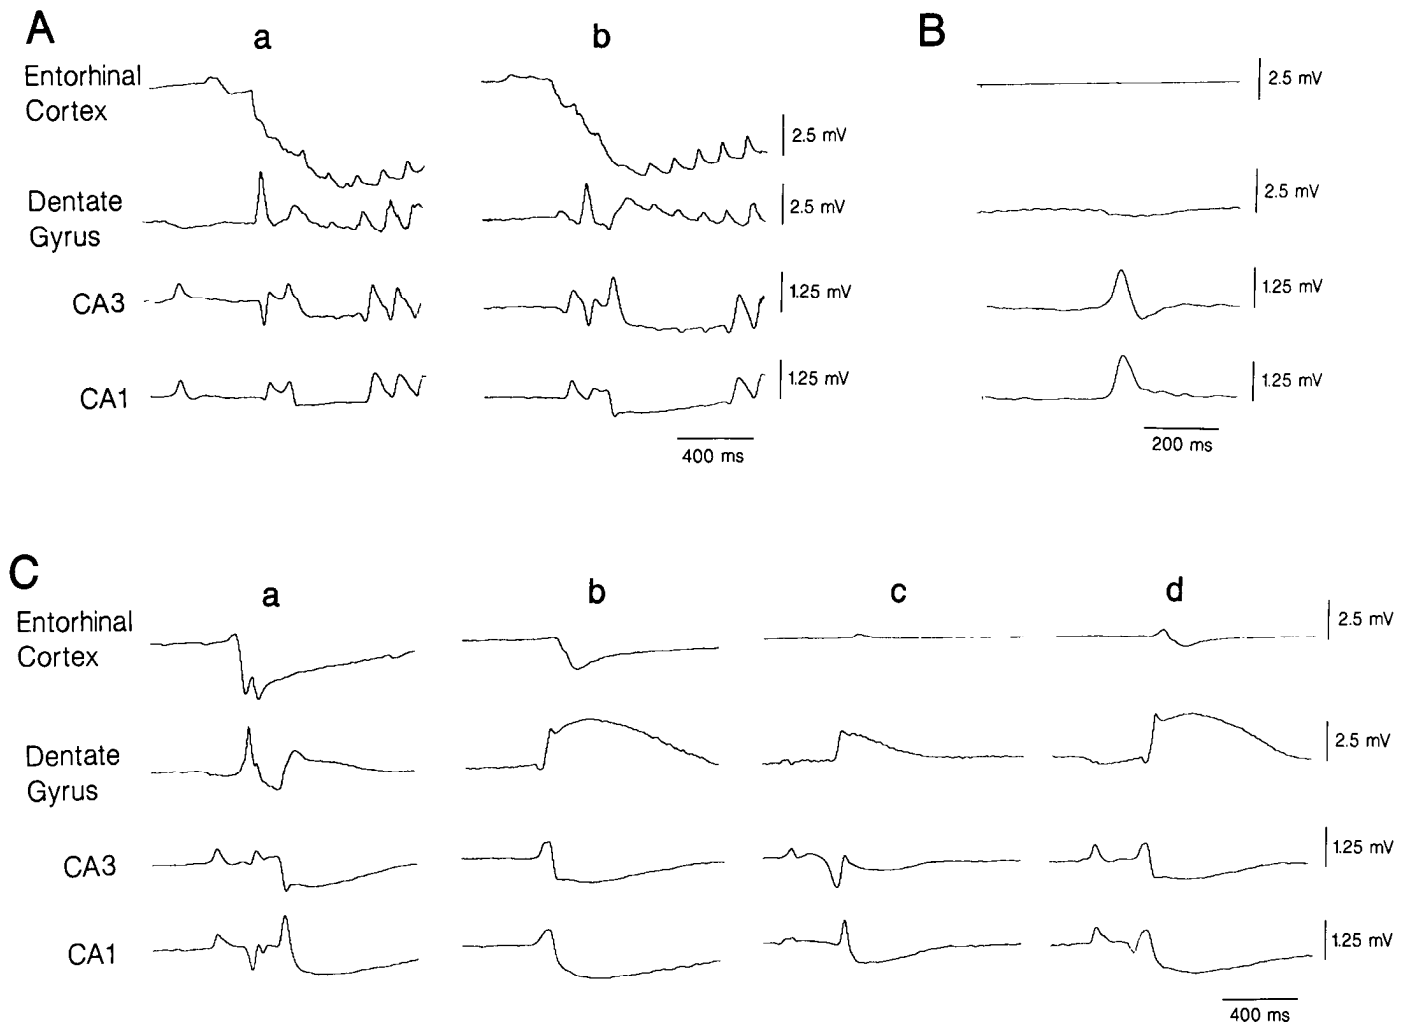 A
a
b
B
Entorhinal
Cortex
2.5 mV
2.5 mV
Dentate
Gyrus
2.5 mV
2.5 mV
CA3
1.25 mV
1.25 mV
CA1
1.25 mV
1.25 mV
400 ms
200 ms
C
a
b
c
d
Entorhinal
Cortex
2.5 mV
Dentate
Gyrus
2.5 mV
CA3
1.25 mV
CA1
1.25 mV
400 ms